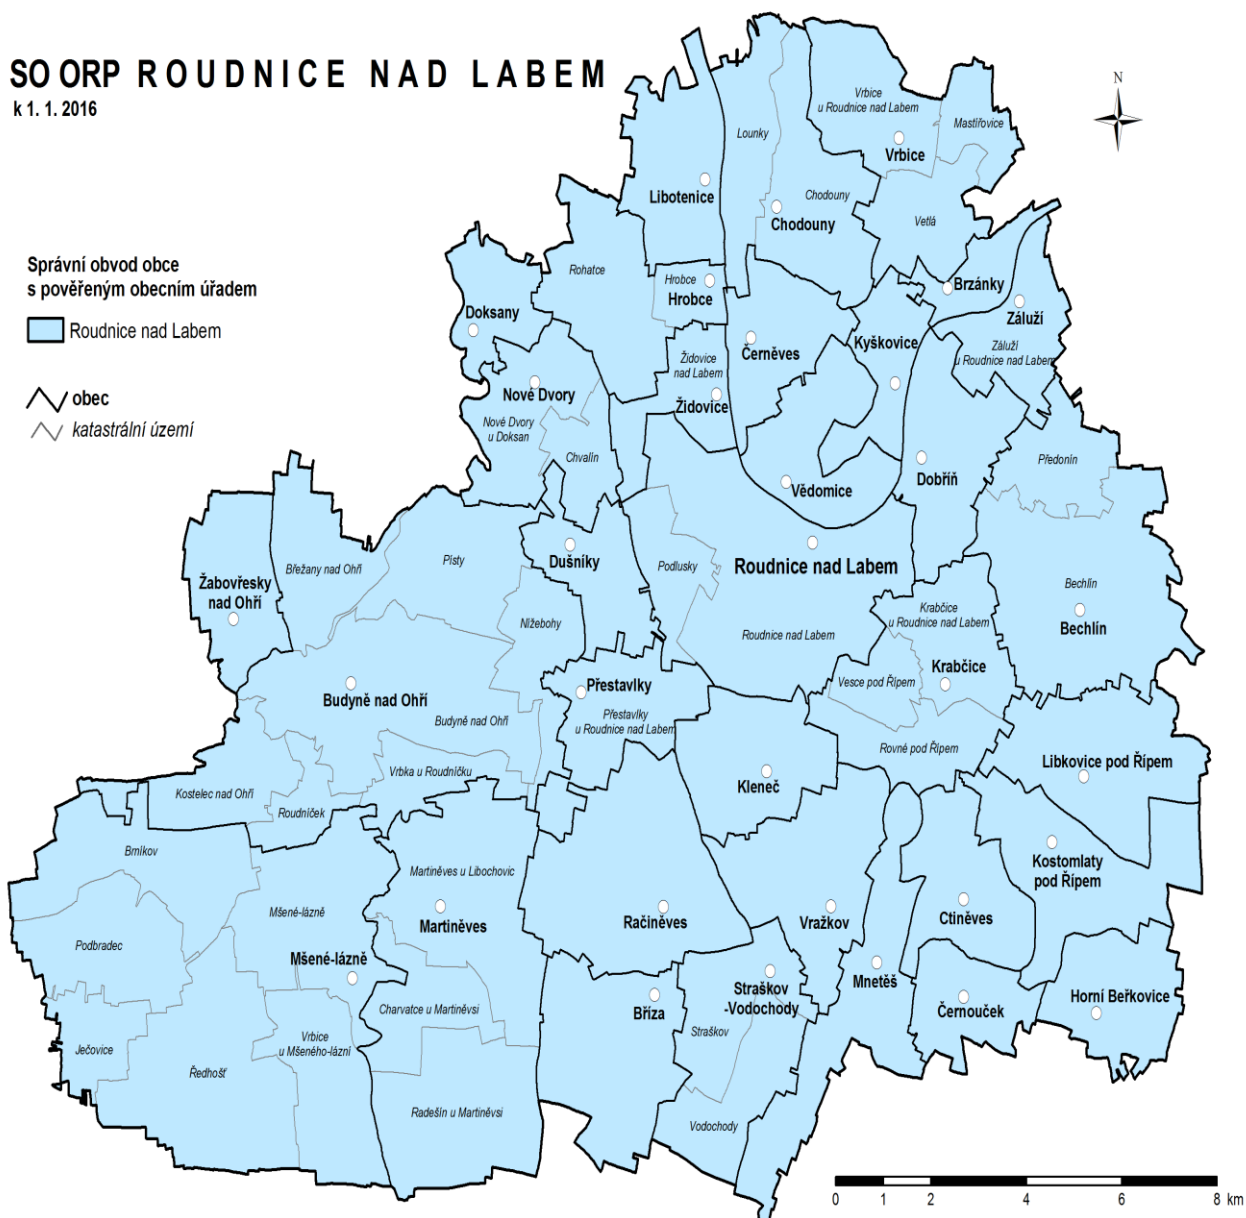 SO ORP ROUDNICE NAD LABEM
k 1. 1. 2016
N
Správní obvod obce
s pověřeným obecním úřadem
Roudnice nad Labem
obec
katastrální území
Vrbice
u Roudnice nad Labem
Mastířovice
Lounky
Vrbice
Libotenice
Chodouny
Chodouny
Vetlá
Rohatce
Hrobce
Hrobce
Brzánky
Doksany
Záluží
Černěves
Kyškovice
Záluží
u Roudnice nad Labem
Židovice
nad Labem
Nové Dvory
Židovice
Nové Dvory
u Doksan
Chvalín
Předonín
Dobříň
Vědomice
Břežany nad Ohří
Písty
Dušníky
Podlusky
Roudnice nad Labem
Žabovřesky
nad Ohří
Bechlín
Nížebohy
Krabčice
u Roudnice nad Labem
Bechlín
Roudnice nad Labem
Krabčice
Vesce pod Řípem
Přestavlky
Budyně nad Ohří
Budyně nad Ohří
Přestavlky
u Roudnice nad Labem
Rovné pod Řípem
Libkovice pod Řípem
Vrbka u Roudníčku
Kleneč
Kostelec nad Ohří
Roudníček
Brníkov
Kostomlaty
pod Řípem
Martiněves u Libochovic
Mšené-lázně
Martiněves
Račiněves
Vražkov
Ctiněves
Podbradec
Mšené-lázně
Mnetěš
Straškov
-Vodochody
Horní Beřkovice
Charvatce u Martiněvsi
Bříza
Černouček
Straškov
Ječovice
Vrbice
u Mšeného-lázní
Ředhošť
Radešín u Martiněvsi
Vodochody
0 1 2 4 6 8 km